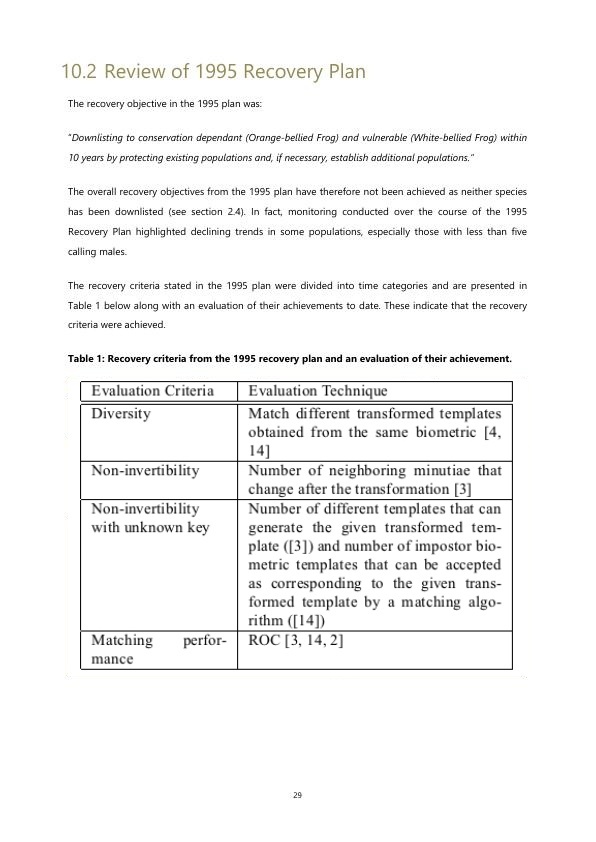 10.2 Review of 1995 Recovery Plan
The recovery objective in the 1995 plan was:
"Downlisting to conservation dependant (Orange-bellied Frog) and vulnerable (White-bellied Frog) within
10 years by protecting existing populations and, if necessary, establish additional populations."
The overall recovery objectives from the 1995 plan have therefore not been achieved as neither species
has been downlisted (see section 2.4). In fact, monitoring conducted over the course of the 1995
Recovery Plan highlighted declining trends in some populations, especially those with less than five
calling males.
The recovery criteria stated in the 1995 plan were divided into time categories and are presented in
Table 1 below along with an evaluation of their achievements to date. These indicate that the recovery
criteria were achieved.
Table 1: Recovery criteria from the 1995 recovery plan and an evaluation of their achievement.
Evaluation Criteria Evaluation Technique
Diversity Match different transformed templates
obtained from the same biometric [4,
14]
Non-invertibility Number of neighboring minutiae that
change after the transformation [3]
Non-invertibility Number of different templates that can
with unknown key generate the given transformed tem-
plate ([3]) and number of impostor bio-
metric templates that can be accepted
as corresponding to the given trans-
formed template by a matching algo-
rithm ([14])
Matching perfor- ROC [3, 14, 2]
mance
29